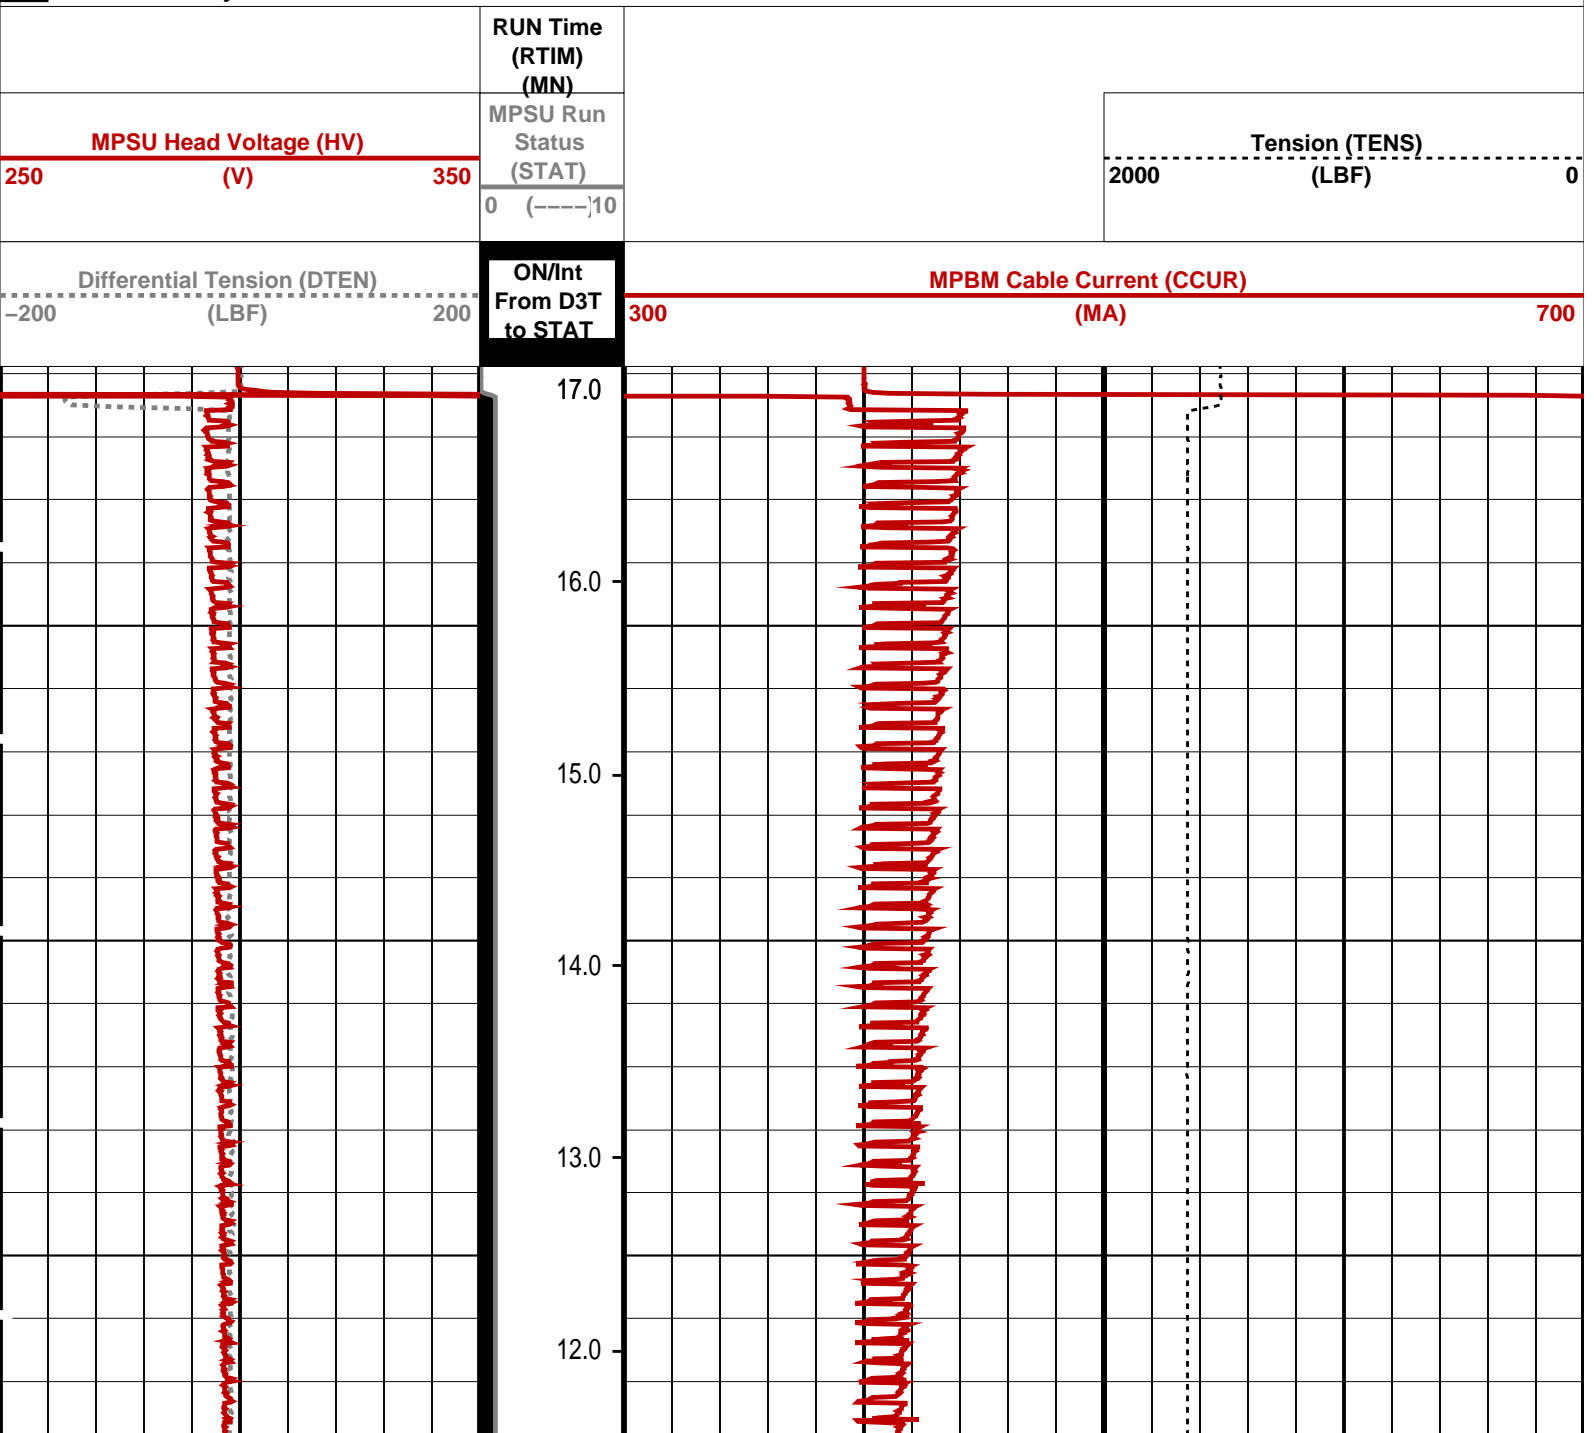 RUN Time
(RTIM)
(MN)
MPSU Head Voltage (HV)
250 (V) 350
MPSU Run
Status
(STAT)
0 (----)10
Tension (TENS)
2000 (LBF) 0
Differential Tension (DTEN)
−200 (LBF) 200
ON/Int
From D3T
to STAT
MPBM Cable Current (CCUR)
300 (MA) 700
17.0
16.0
15.0
14.0
13.0
12.0